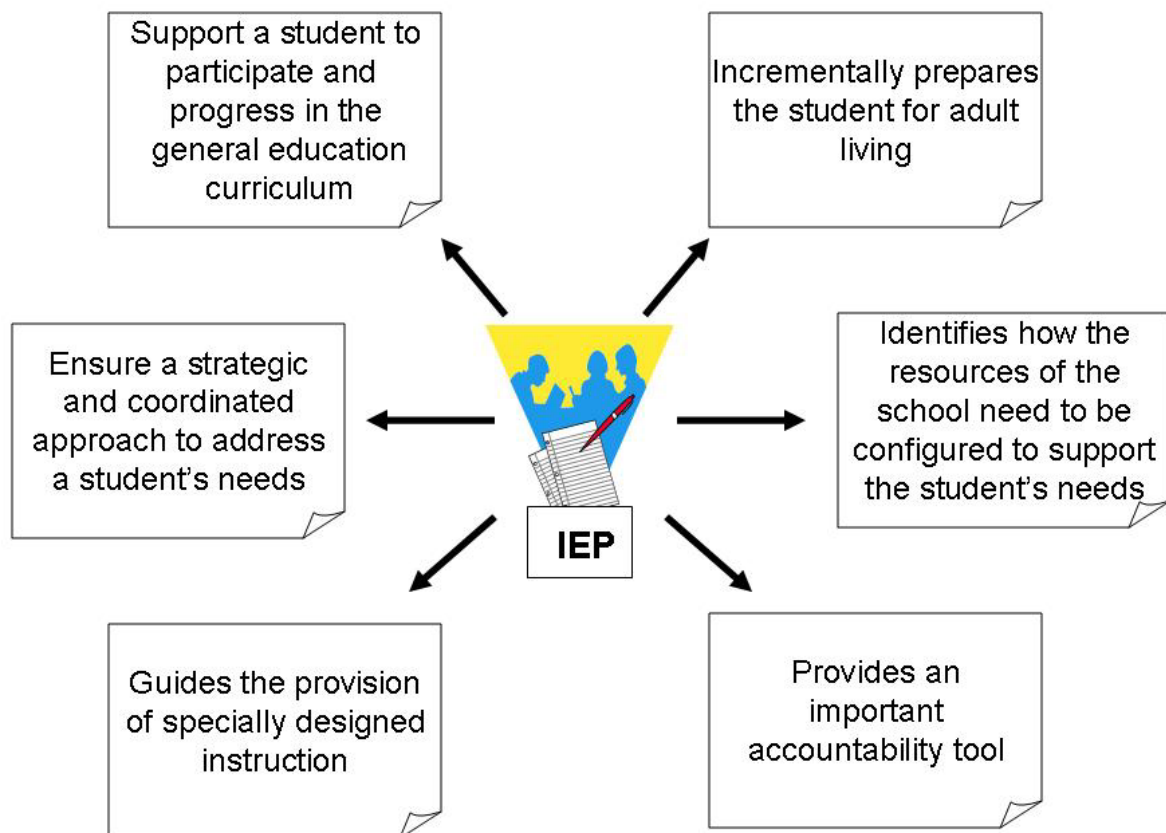 Support a student to
participate and
progress in the
general education
curriculum
Incrementally prepares
the student for adult
living
Ensure a strategic
and coordinated
approach to address
a student's needs
Identifies how the
resources of the
school need to be
configured to support
the student's needs
IEP
Guides the provision
of specially designed
instruction
Provides an
important
accountability tool